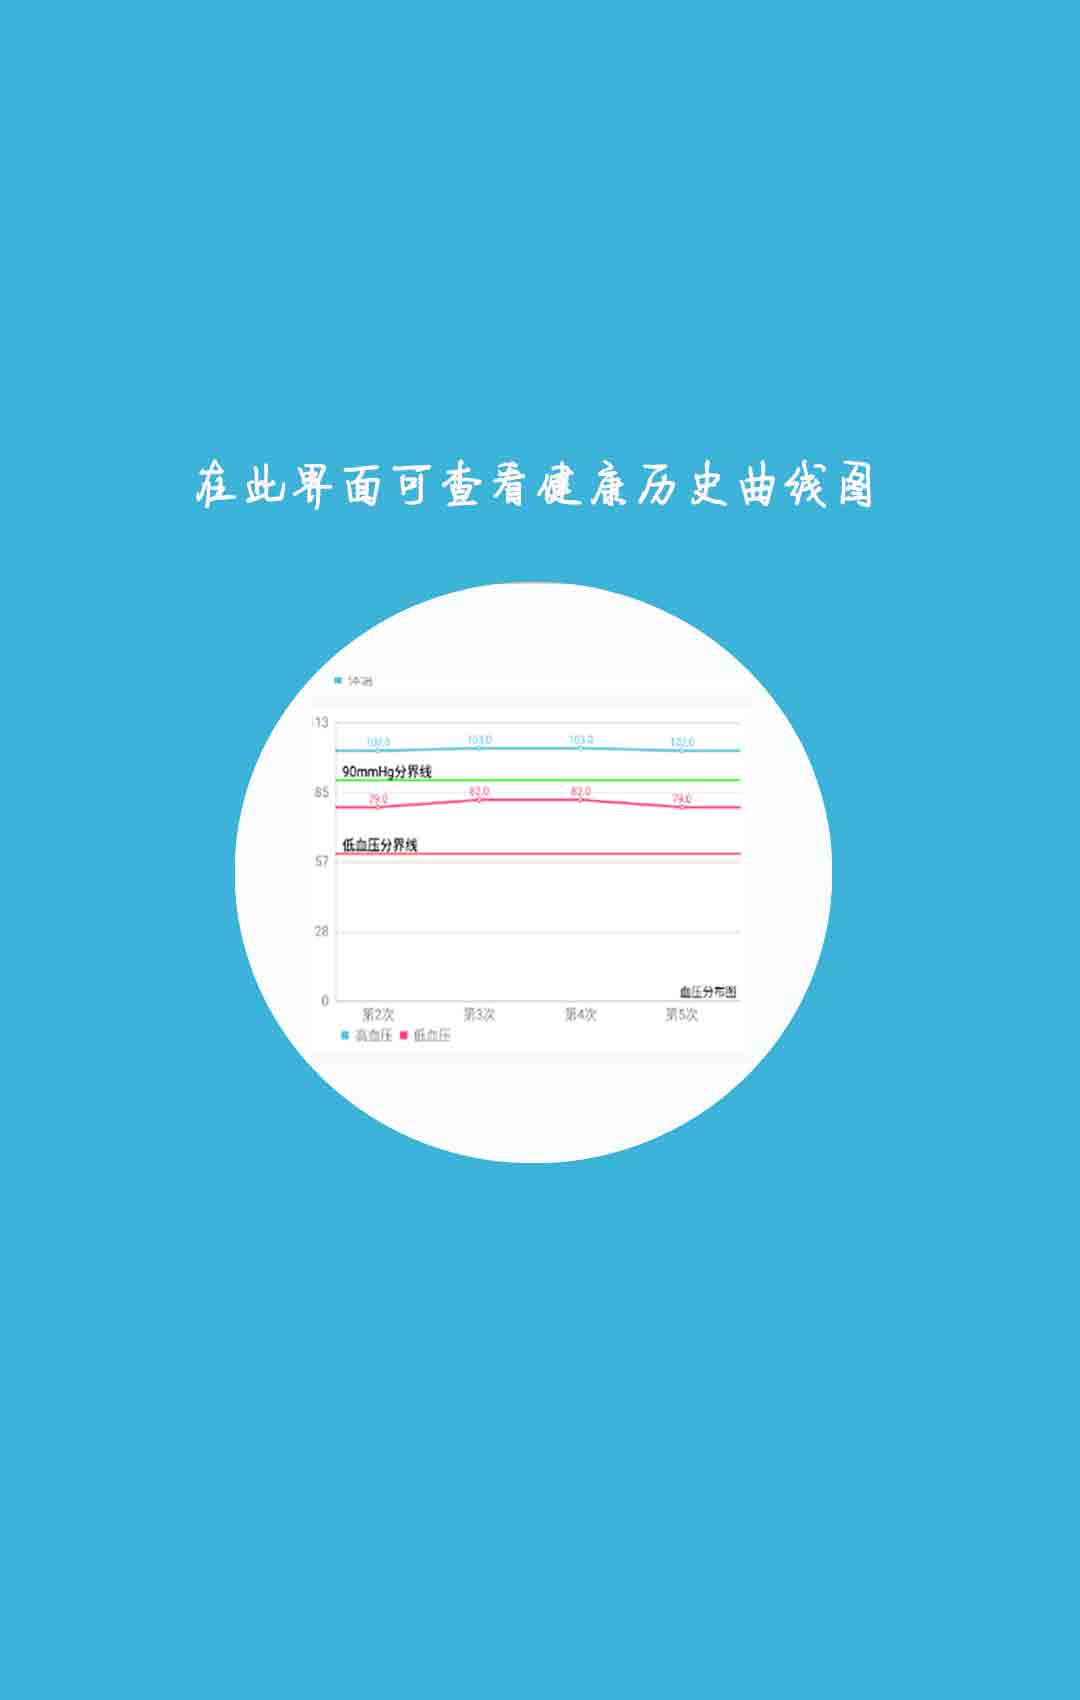 在此界面可查看健康历史曲线图
体温
113
102.0 103.0 103.0 102.0
90mmHg分界线
85
79.0 82.0 82.0 79.0
低血压分界线
57
28
血压分布图
0
第2次 第3次 第4次 第5次
高血压 低血压